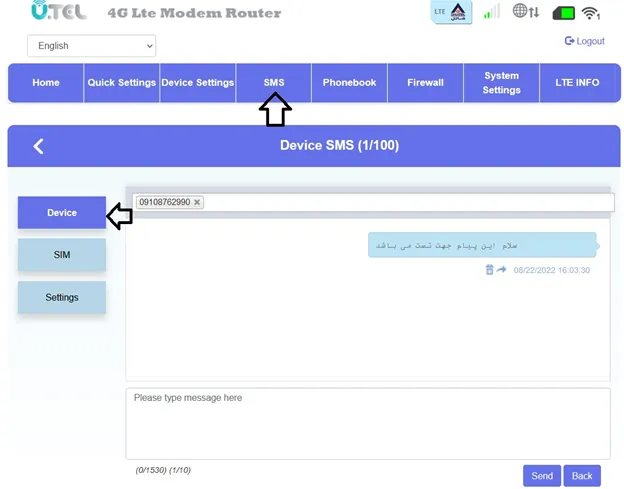 U.TEL 4G Lte Modem Router
LTE
هاتل
1
English
Logout
Home Quick Settings Device Settings SMS Phonebook Firewall System Settings LTE INFO
Device SMS (1/100)
Device
SIM
Settings
09108762990 ×
سلام این پیام جهت تست می باشد
08/22/2022 16:03:30
Please type message here
(0/1530) (1/10)
Send Back